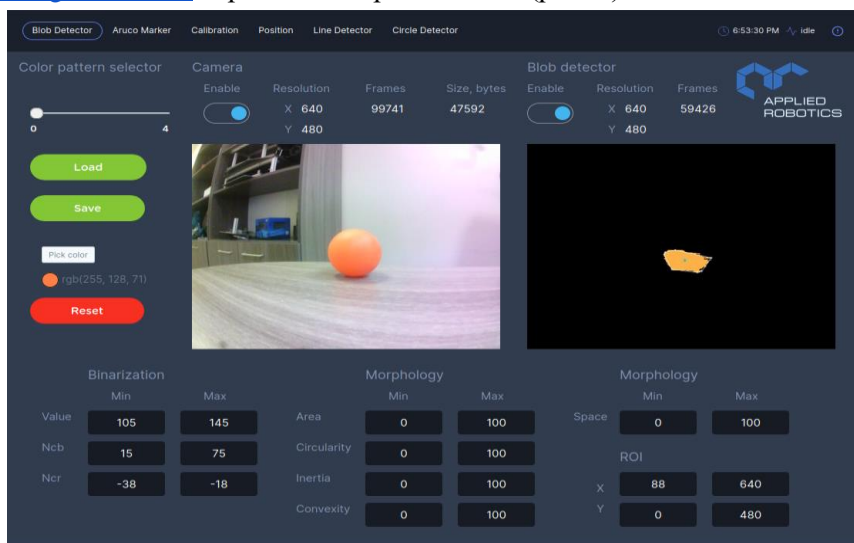 Blob Detector Aruco Marker Calibration Position Line Detector Circle Detector 6:53:30 PM idle
Color pattern selector Camera Blob detector
Enable Resolution Frames Size, bytes Enable Resolution Frames
X 640 99741 47592 X 640 59426
Y 480 Y 480
APPLIED
ROBOTICS
0 4
Load
Save
Pick color
rgb(255, 128, 71)
Reset
Binarization Morphology Morphology
Min Max Min Max Min Max
Value 105 145 Area 0 100 Space 0 100
Ncb 15 75 Circularity 0 100 ROI
Ncr -38 -18 Inertia 0 100 X 88 640
Convexity 0 100 Y 0 480